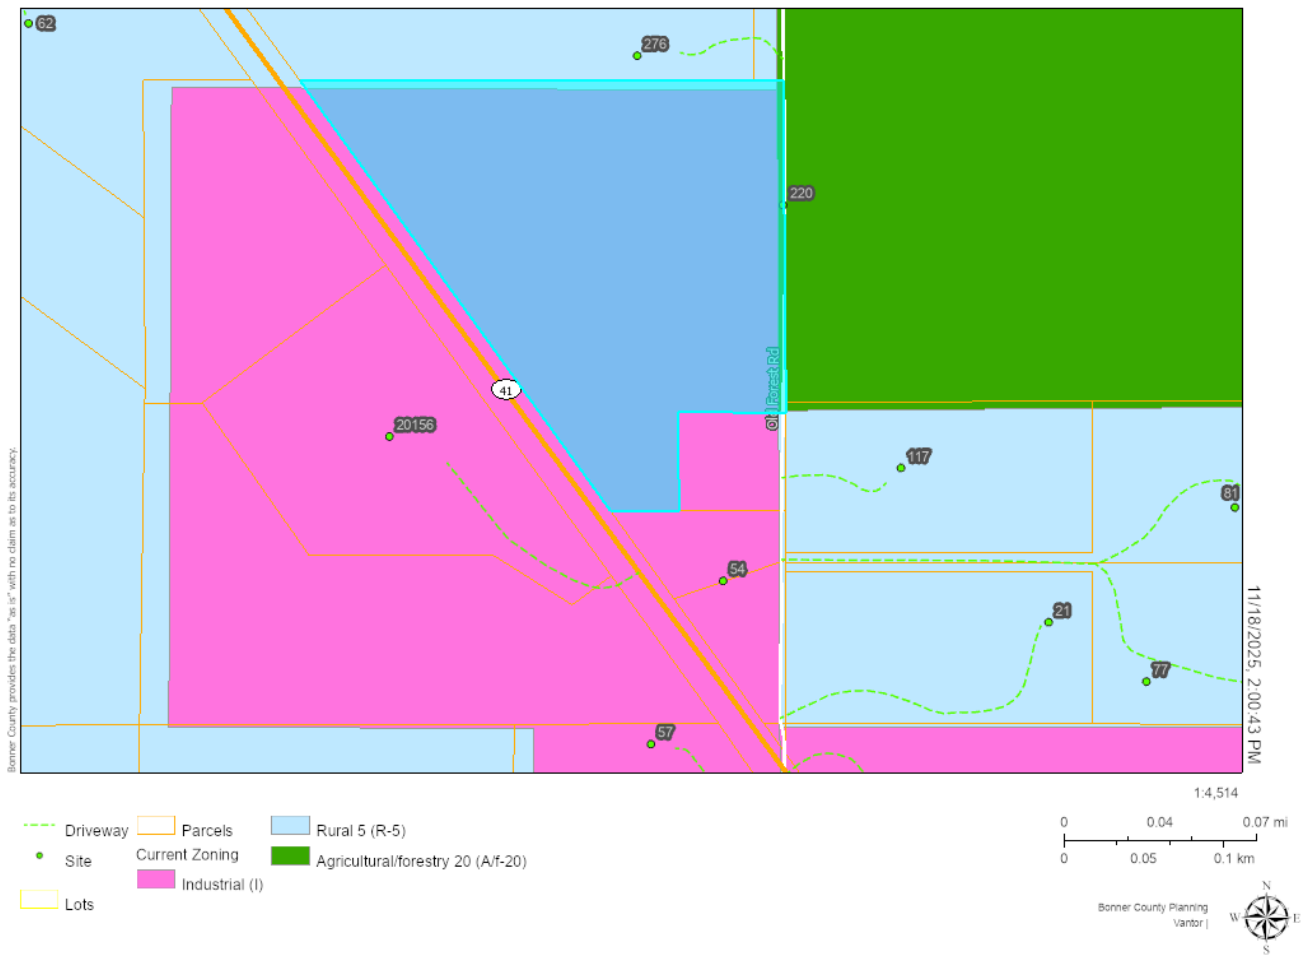 62
276
220
41
Old Forest Rd
20156
117
81
54
21
77
57
Bonner County provides the data "as is" with no claim as to its accuracy.
11/18/2025, 2:00:43 PM
1:4,514
0 0.04 0.07 mi
0 0.05 0.1 km
Driveway
Site
Lots
Parcels
Current Zoning
Industrial (I)
Rural 5 (R-5)
Agricultural/forestry 20 (A/f-20)
Bonner County Planning
Vantor |
N
W E
S